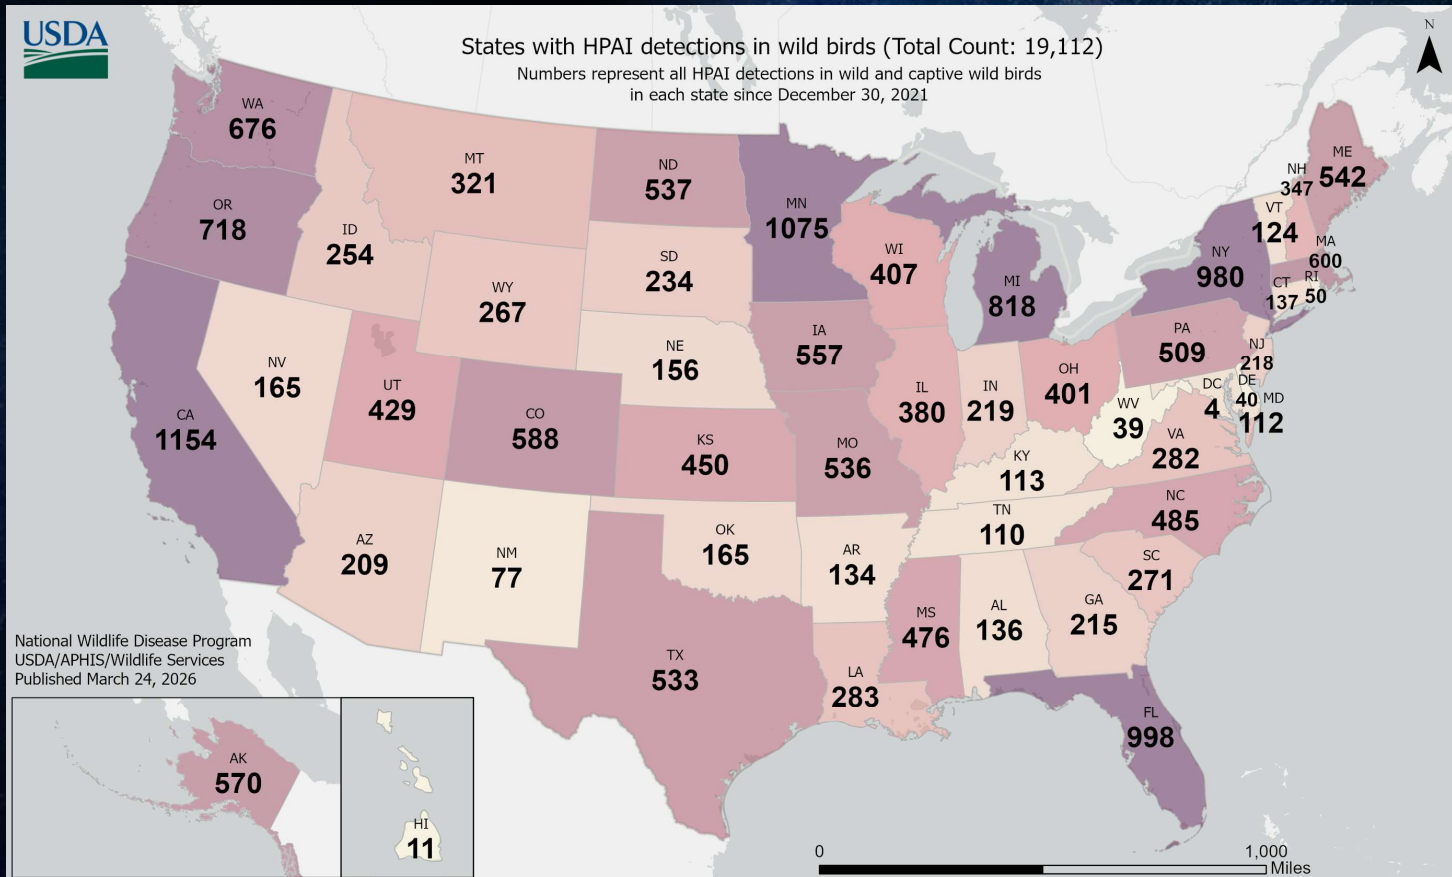 USDA
States with HPAI detections in wild birds (Total Count: 19,112)
Numbers represent all HPAI detections in wild and captive wild birds
in each state since December 30, 2021
N
WA
676
OR
718
CA
1154
ID
254
NV
165
MT
321
WY
267
UT
429
AZ
209
CO
588
NM
77
ND
537
SD
234
NE
156
KS
450
OK
165
TX
533
MN
1075
IA
557
MO
536
AR
134
LA
283
WI
407
IL
380
MI
818
IN
219
OH
401
KY
113
TN
110
MS
476
AL
136
GA
215
FL
998
SC
271
NC
485
VA
282
WV
39
DC
4
DE
40
MD
112
PA
509
NJ
218
NY
980
CT
137
RI
50
MA
600
VT
124
NH
347
ME
542
National Wildlife Disease Program
USDA/APHIS/Wildlife Services
Published March 24, 2026
AK
570
HI
11
0
1,000
Miles